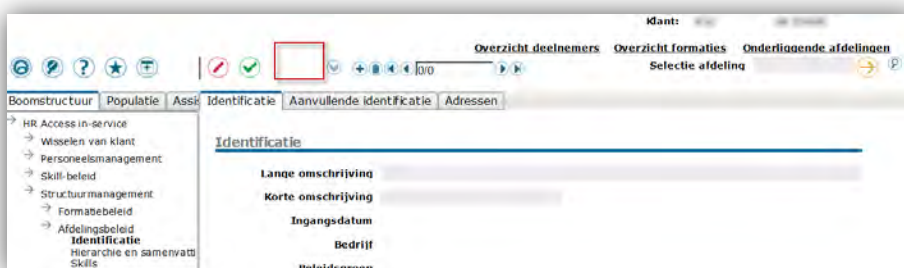 Klant:
Overzicht deelnemers Overzicht formaties Onderliggende afdelingen
0/0
Selectie afdeling
Boomstructuur Populatie Assi
Identificatie Aanvullende identificatie Adressen
HR Access in-service
Wisselen van klant
Personeelsmanagement
Skill-beleid
Structuurmanagement
Formatiebeleid
Afdelingsbeleid
Identificatie
Hierarchie en samenvatti
Skills
Identificatie
Lange omschrijving
Korte omschrijving
Ingangsdatum
Bedrijf